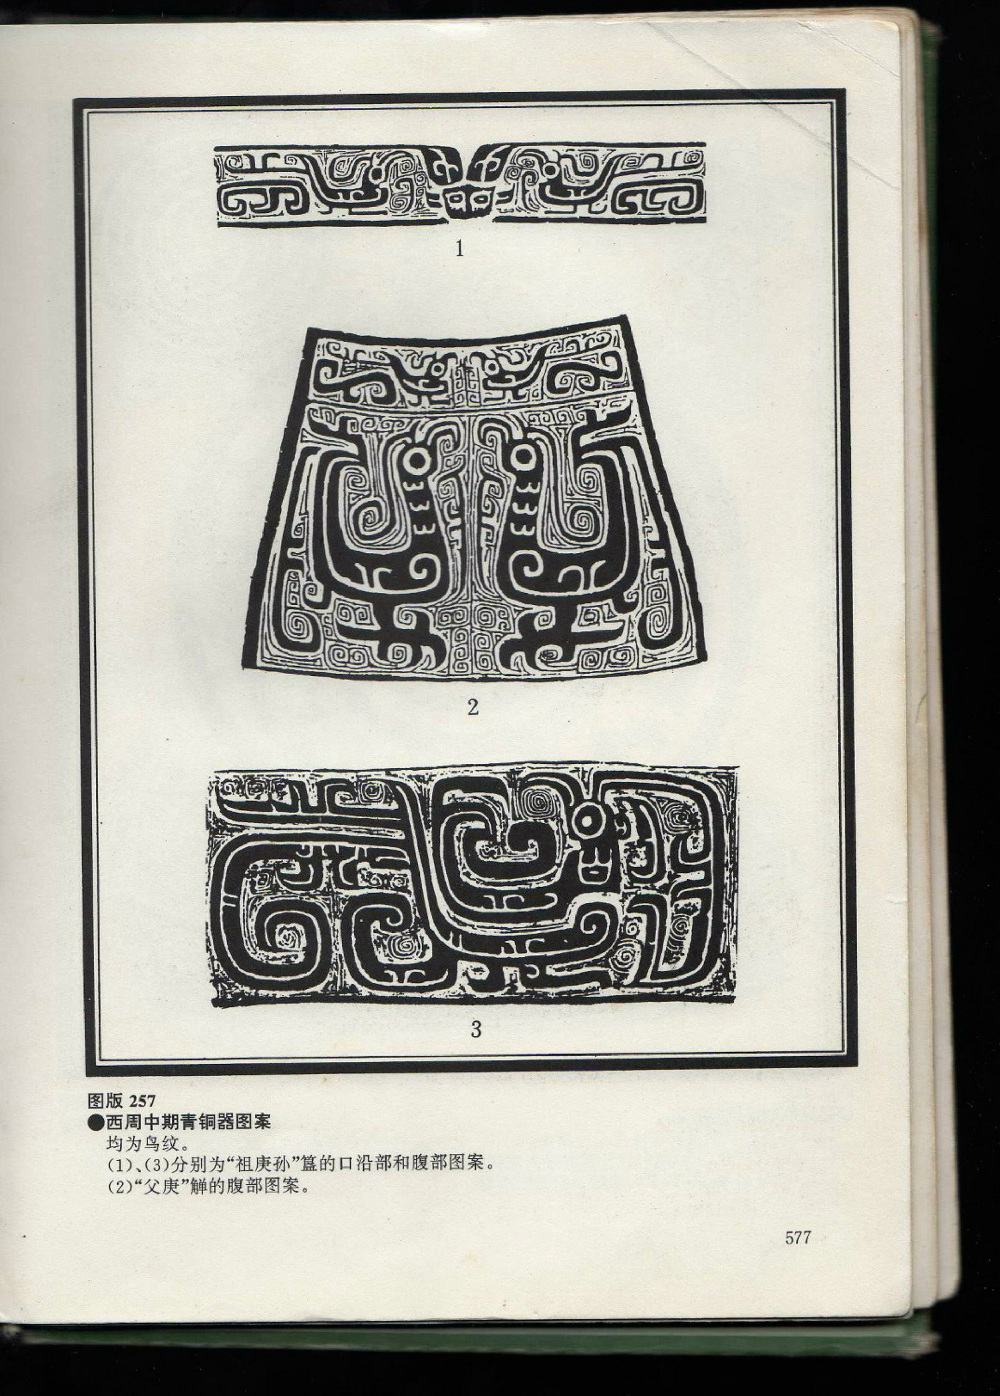 1
2
3
图版 257
●西周中期青铜器图案
均为鸟纹。
(1)、(3)分别为“祖庚孙”簋的口沿部和腹部图案。
(2)“父庚”觯的腹部图案。
577